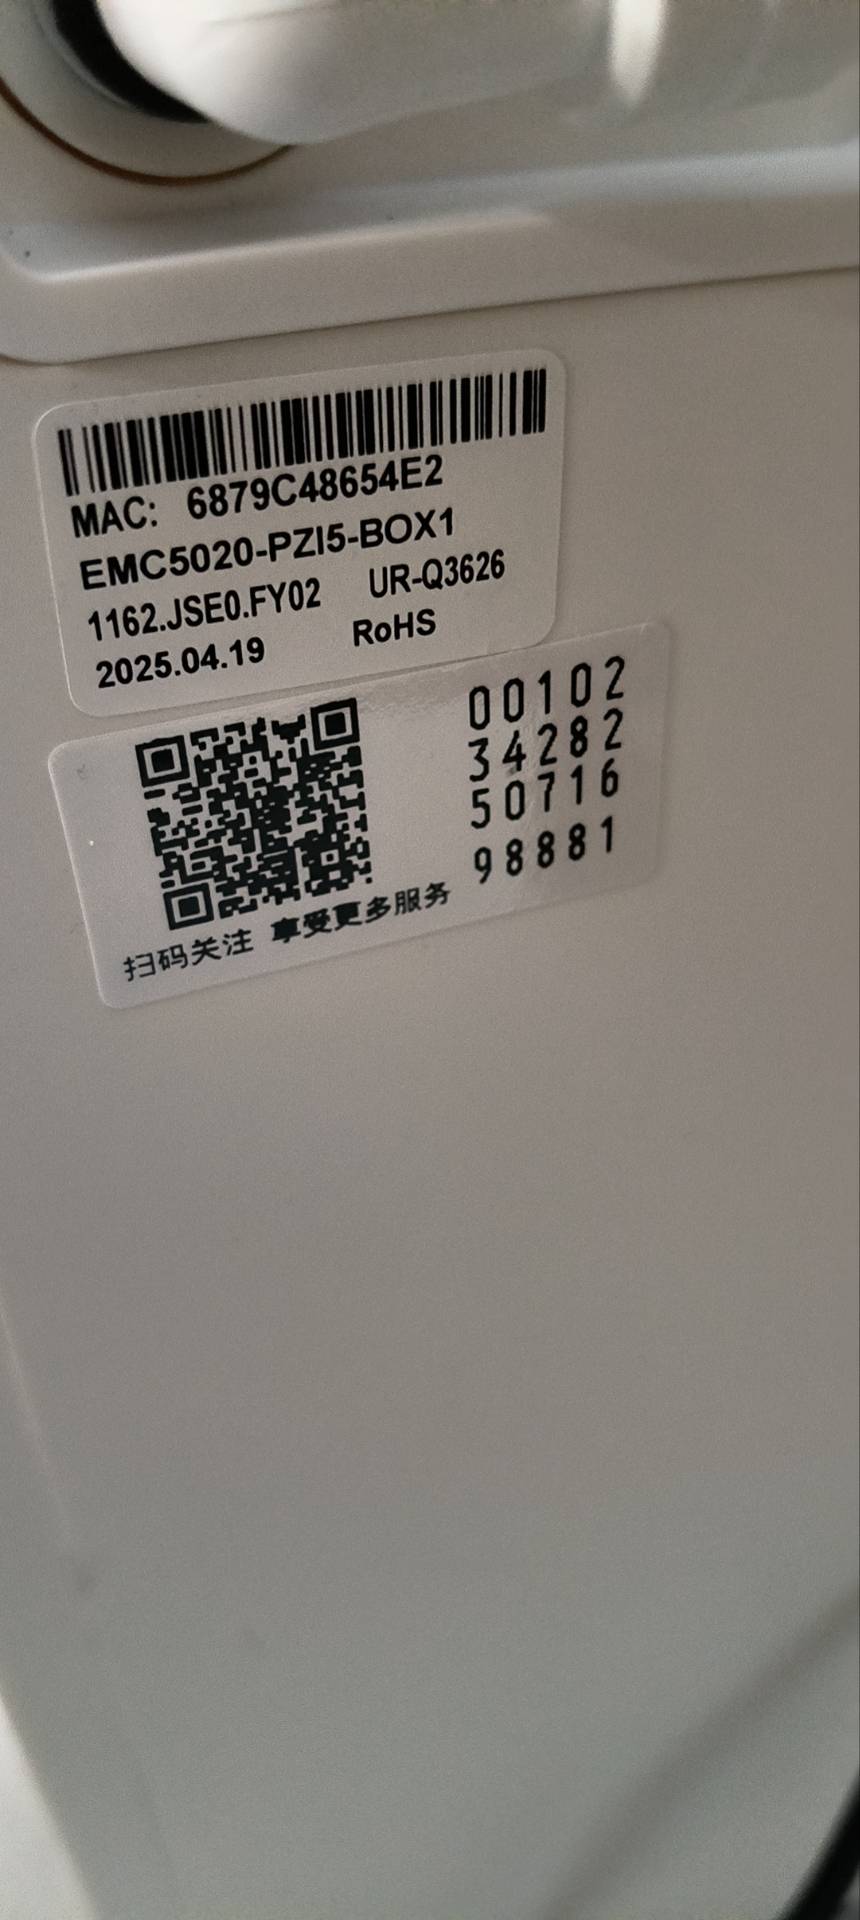 MAC: 6879C48654E2
EMC5020-PZI5-BOX1
1162.JSE0.FY02 UR-Q3626
2025.04.19 RoHS
00102
34282
50716
98881
扫码关注 享受更多服务